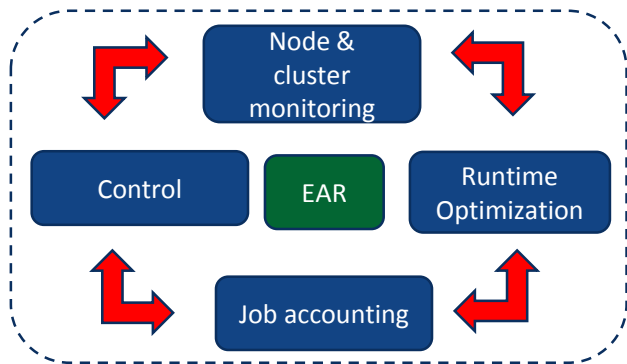 Node &
cluster
monitoring
Control
EAR
Runtime
Optimization
Job accounting